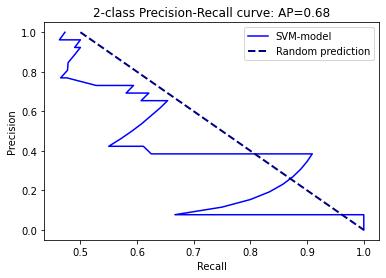 2-class Precision-Recall curve: AP=0.68
SVM-model
Random prediction
Precision
1.0
0.8
0.6
0.4
0.2
0.0
0.5
0.6
0.7
0.8
0.9
1.0
Recall